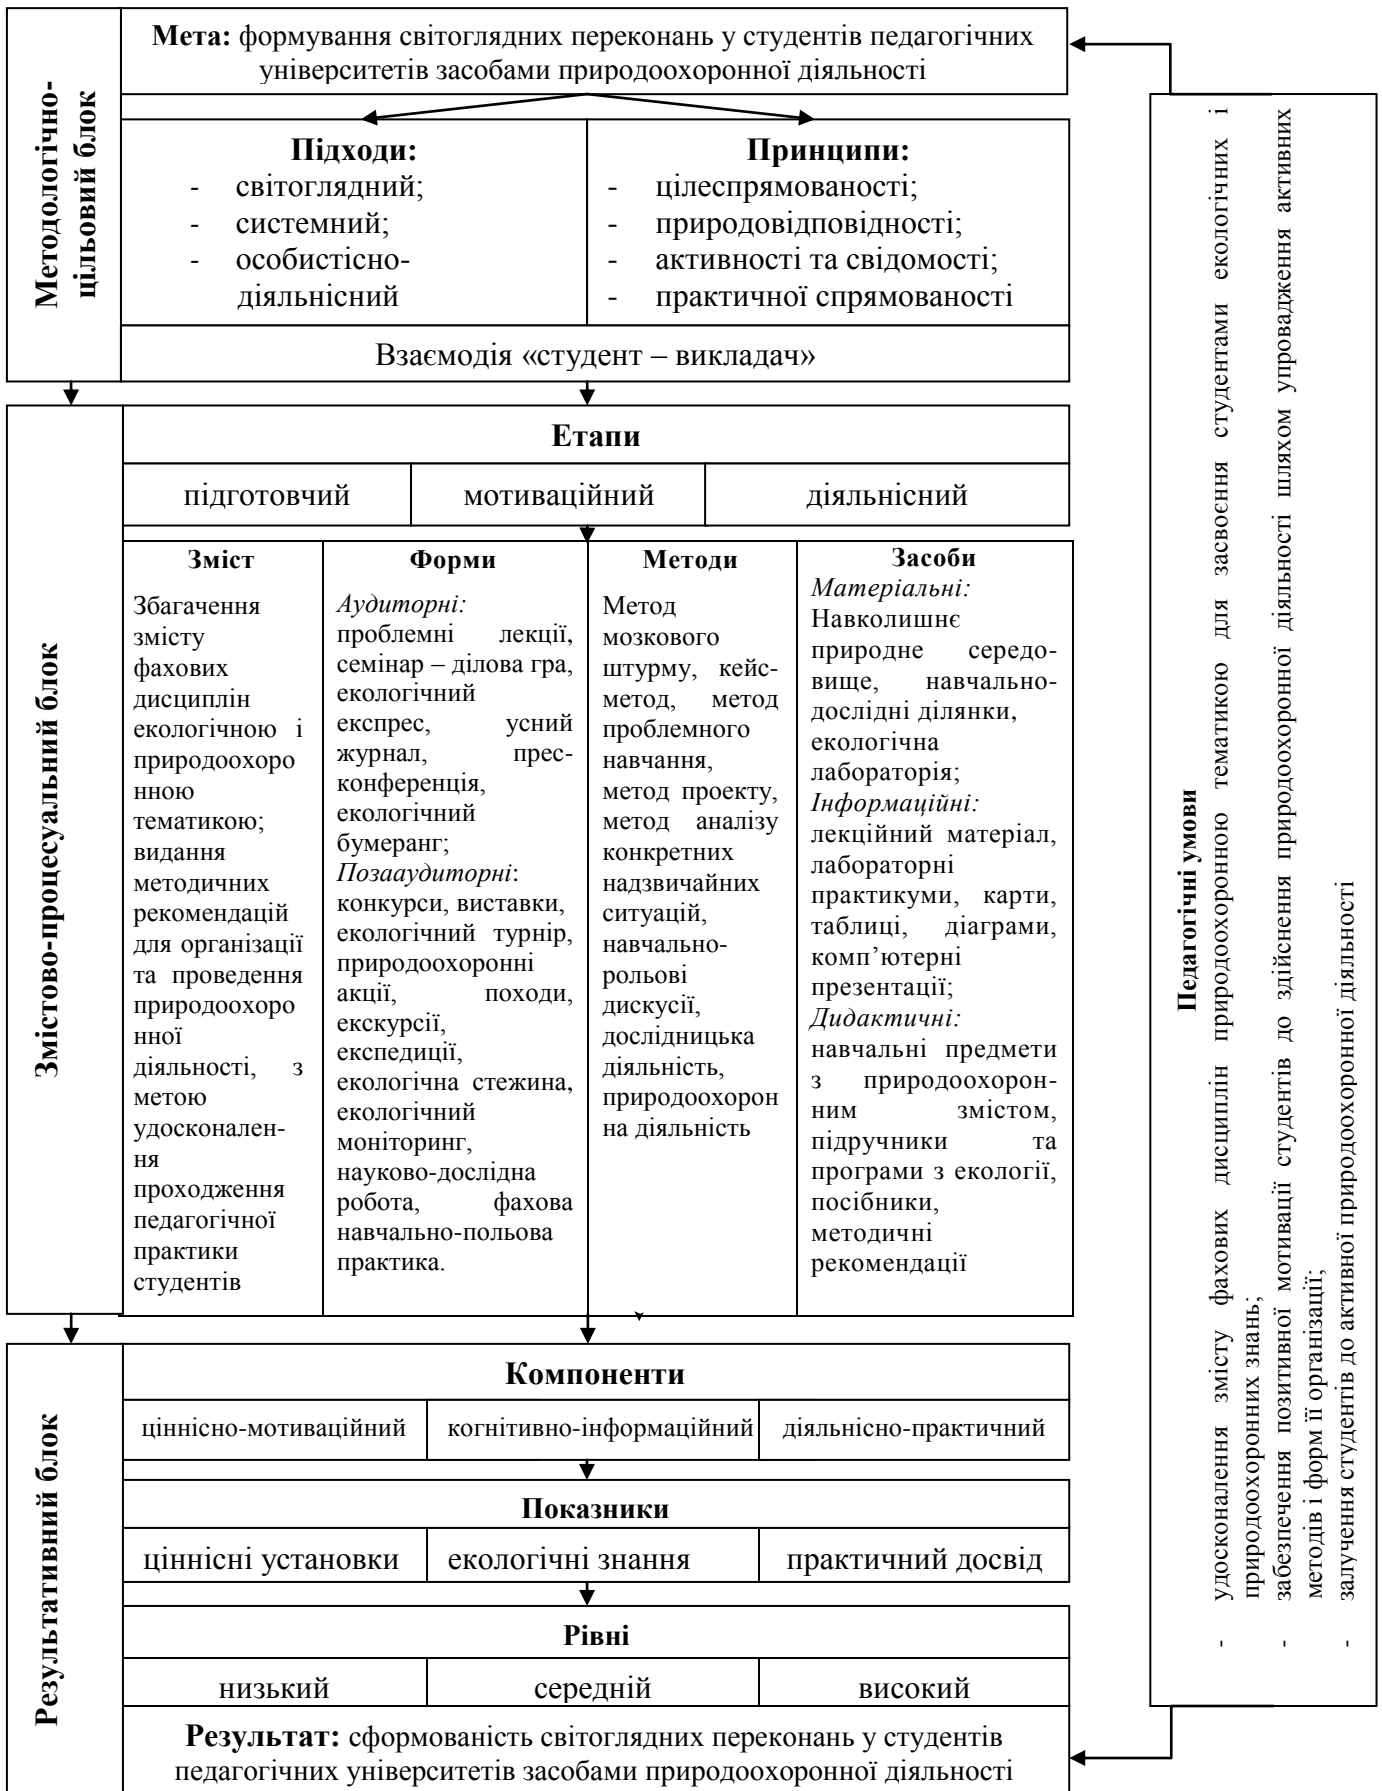 Методологічно-
цільовий блок
Мета: формування світоглядних переконань у студентів педагогічних
університетів засобами природоохоронної діяльності
Підходи:
- світоглядний;
- системний;
- особистісно-
діяльнісний
Принципи:
- цілеспрямованості;
- природовідповідності;
- активності та свідомості;
- практичної спрямованості
Взаємодія «студент – викладач»
Змістово-процесуальний блок
Етапи
підготовчий
мотиваційний
діяльнісний
Зміст
Збагачення
змісту
фахових
дисциплін
екологічною і
природоохоро
нною
тематикою;
видання
методичних
рекомендацій
для організації
та проведення
природоохоро
нної
діяльності, з
метою
удосконален-
ня
проходження
педагогічної
практики
студентів
Форми
Аудиторні:
проблемні лекції,
семінар – ділова гра,
екологічний
експрес, усний
журнал, прес-
конференція,
екологічний
бумеранг;
Позааудиторні:
конкурси, виставки,
екологічний турнір,
природоохоронні
акції, походи,
екскурсії,
експедиції,
екологічна стежина,
екологічний
моніторинг,
науково-дослідна
робота, фахова
навчально-польова
практика.
Методи
Метод
мозкового
штурму, кейс-
метод, метод
проблемного
навчання,
метод проекту,
метод аналізу
конкретних
надзвичайних
ситуацій,
навчально-
рольові
дискусії,
дослідницька
діяльність,
природоохорон
на діяльність
Засоби
Матеріальні:
Навколишнє
природне середо-
вище, навчально-
дослідні ділянки,
екологічна
лабораторія;
Інформаційні:
лекційний матеріал,
лабораторні
практикуми, карти,
таблиці, діаграми,
комп’ютерні
презентації;
Дидактичні:
навчальні предмети
з природоохорон-
ним змістом,
підручники та
програми з екології,
посібники,
методичні
рекомендації
Результативний блок
Компоненти
ціннісно-мотиваційний
когнітивно-інформаційний
діяльнісно-практичний
Показники
ціннісні установки
екологічні знання
практичний досвід
Рівні
низький
середній
високий
Результат: сформованість світоглядних переконань у студентів
педагогічних університетів засобами природоохоронної діяльності
Педагогічні умови
- удосконалення змісту фахових дисциплін природоохоронною тематикою для засвоєння студентами екологічних і
природоохоронних знань;
- забезпечення позитивної мотивації студентів до здійснення природоохоронної діяльності шляхом упровадження активних
методів і форм її організації;
- залучення студентів до активної природоохоронної діяльності